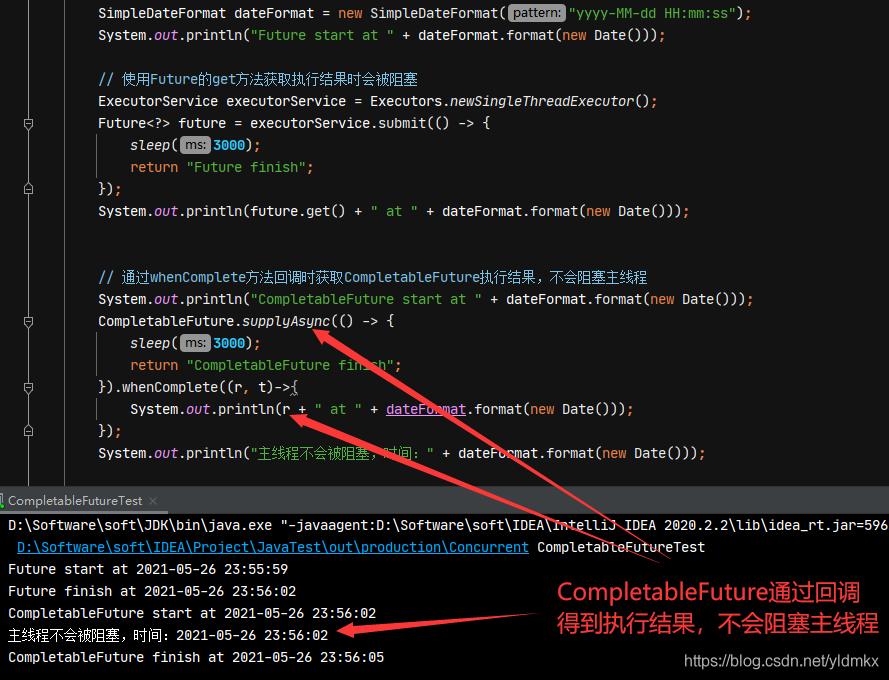 SimpleDateFormat dateFormat = new SimpleDateFormat( pattern: "yyyy-MM-dd HH:mm:ss");
System.out.println("Future start at " + dateFormat.format(new Date()));
// 使用Future的get方法获取执行结果时会被阻塞
ExecutorService executorService = Executors.newSingleThreadExecutor();
Future<?> future = executorService.submit(() -> {
sleep( ms: 3000);
return "Future finish";
});
System.out.println(future.get() + " at " + dateFormat.format(new Date()));
// 通过whenComplete方法回调时获取CompletableFuture执行结果，不会阻塞主线程
System.out.println("CompletableFuture start at " + dateFormat.format(new Date()));
CompletableFuture.supplyAsync(() -> {
sleep( ms: 3000);
return "CompletableFuture finish";
}).whenComplete((r, t)->{
System.out.println(r + " at " + dateFormat.format(new Date()));
});
System.out.println("主线程不会被阻塞，时间：" + dateFormat.format(new Date()));
CompletableFutureTest
D:\Software\soft\JDK\bin\java.exe "-javaagent:D:\Software\soft\IDEA\IntelliJ IDEA 2020.2.2\lib\idea_rt.jar=596
D:\Software\soft\IDEA\Project\JavaTest\out\production\Concurrent CompletableFutureTest
Future start at 2021-05-26 23:55:59
Future finish at 2021-05-26 23:56:02
CompletableFuture start at 2021-05-26 23:56:02
主线程不会被阻塞，时间：2021-05-26 23:56:02
CompletableFuture finish at 2021-05-26 23:56:05
CompletableFuture通过回调
得到执行结果，不会阻塞主线程
https://blog.csdn.net/yldmkx